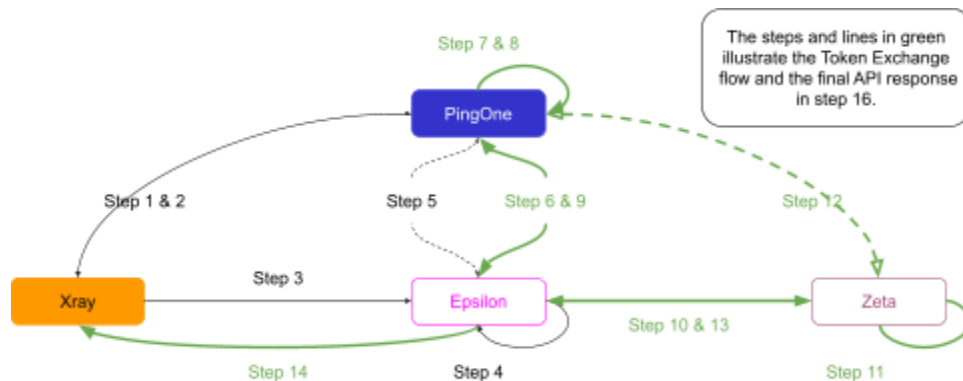 Step 7 & 8
The steps and lines in green
illustrate the Token Exchange
flow and the final API response
in step 16.
PingOne
Step 1 & 2
Step 5
Step 6 & 9
Step 12
Step 3
Xray
Epsilon
Zeta
Step 10 & 13
Step 14
Step 4
Step 11